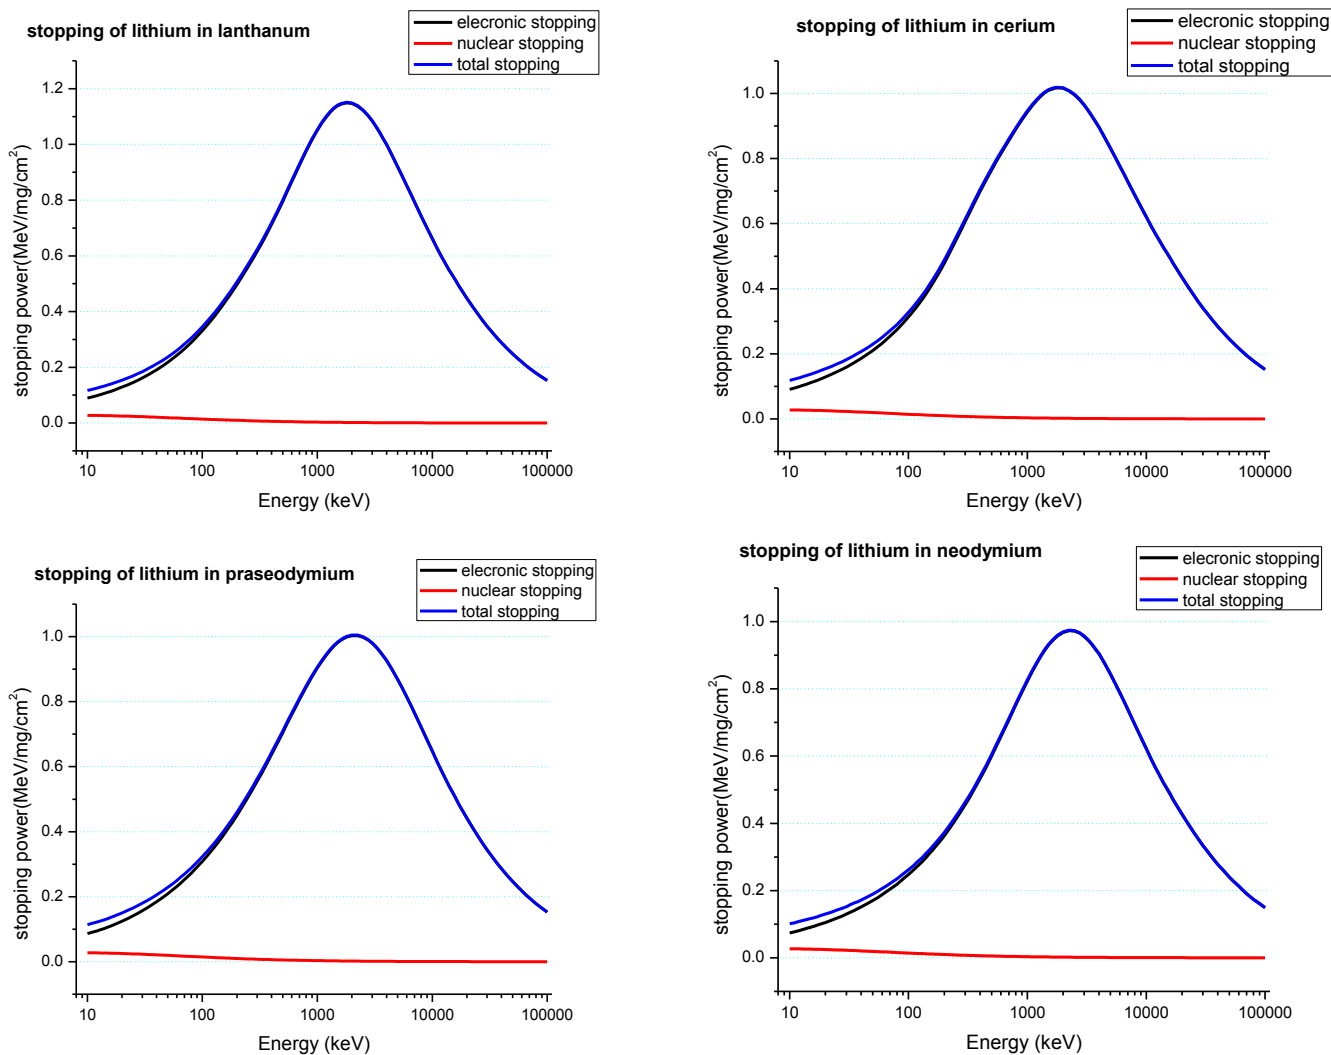 stopping of lithium in lanthanum
elecronic stopping
nuclear stopping
total stopping
stopping power(MeV/mg/cm²)
1.2
1.0
0.8
0.6
0.4
0.2
0.0
10
100
1000
10000
100000
Energy (keV)
stopping of lithium in cerium
elecronic stopping
nuclear stopping
total stopping
stopping power(MeV/mg/cm²)
1.0
0.8
0.6
0.4
0.2
0.0
10
100
1000
10000
100000
Energy (keV)
stopping of lithium in praseodymium
elecronic stopping
nuclear stopping
total stopping
stopping power(MeV/mg/cm²)
1.0
0.8
0.6
0.4
0.2
0.0
10
100
1000
10000
100000
Energy (keV)
stopping of lithium in neodymium
elecronic stopping
nuclear stopping
total stopping
stopping power(MeV/mg/cm²)
1.0
0.8
0.6
0.4
0.2
0.0
10
100
1000
10000
100000
Energy (keV)